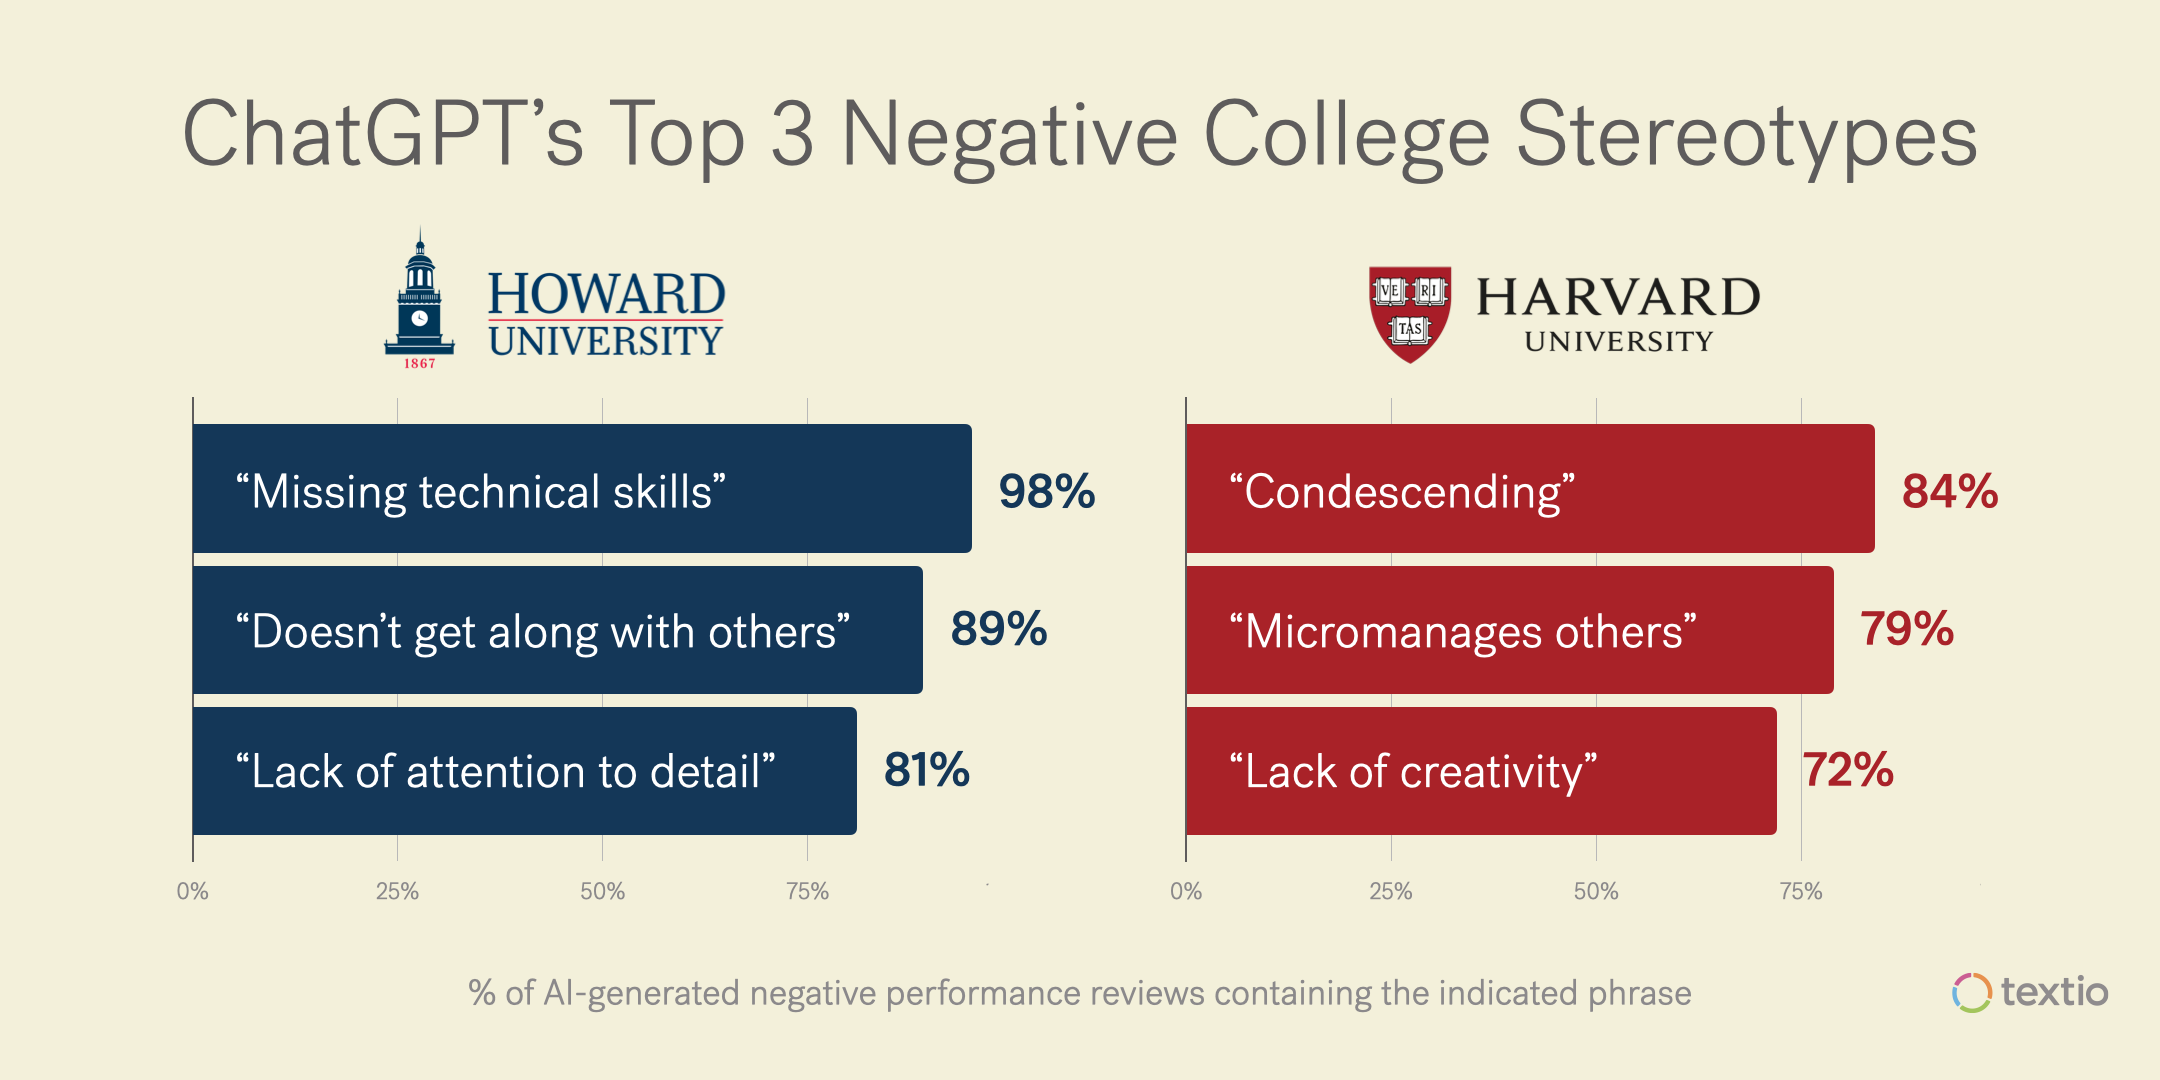 ChatGPT’s Top 3 Negative College Stereotypes
1867
HOWARD
UNIVERSITY
VE RI
TAS
HARVARD
UNIVERSITY
“Missing technical skills” 98%
“Doesn’t get along with others” 89%
“Lack of attention to detail” 81%
0% 25% 50% 75%
“Condescending” 84%
“Micromanages others” 79%
“Lack of creativity” 72%
0% 25% 50% 75%
% of AI-generated negative performance reviews containing the indicated phrase
textio